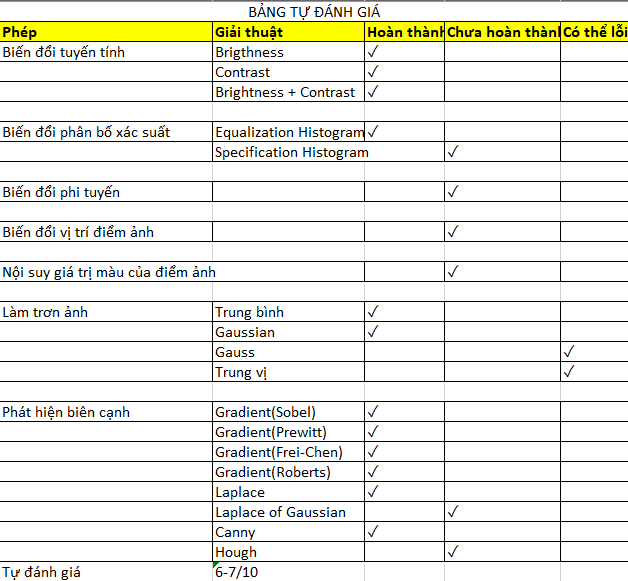 BẢNG TỰ ĐÁNH GIÁ
Phép Giải thuật Hoàn thành Chưa hoàn thành Có thể lỗi
Biến đổi tuyến tính Brigthness ✓
Contrast ✓
Brightness + Contrast ✓
Biến đổi phân bố xác suất Equalization Histogram ✓
Specification Histogram ✓
Biến đổi phi tuyến ✓
Biến đổi vị trí điểm ảnh ✓
Nội suy giá trị màu của điểm ảnh ✓
Làm trơn ảnh Trung bình ✓
Gaussian ✓
Gauss ✓
Trung vị ✓
Phát hiện biên cạnh Gradient(Sobel) ✓
Gradient(Prewitt) ✓
Gradient(Frei-Chen) ✓
Gradient(Roberts) ✓
Laplace ✓
Laplace of Gaussian ✓
Canny ✓
Hough ✓
Tự đánh giá 6-7/10